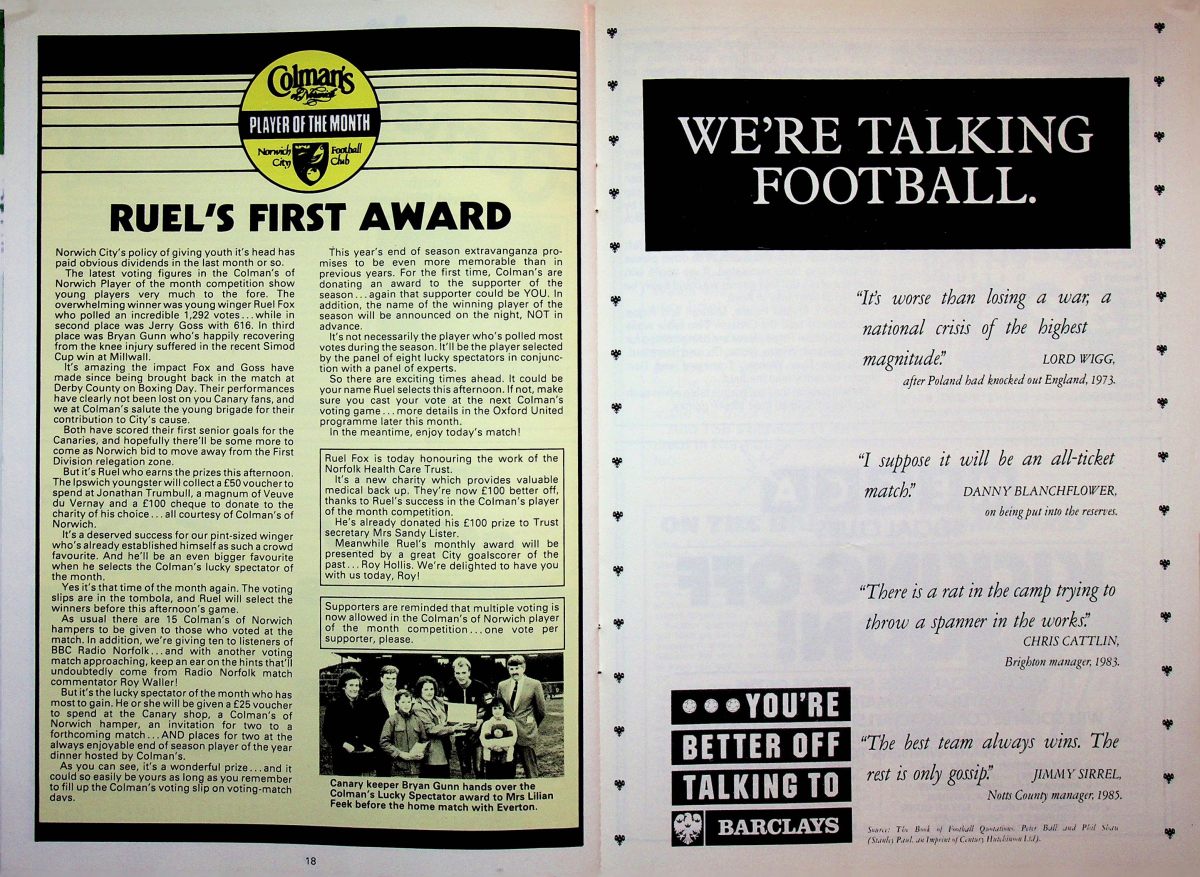 Colman's
of Norwich
PLAYER OF THE MONTH
Norwich Football
City Club
RUEL'S FIRST AWARD
Norwich City's policy of giving youth it's head has
paid obvious dividends in the last month or so.
The latest voting figures in the Colman's of
Norwich Player of the month competition show
young players very much to the fore. The
overwhelming winner was young winger Ruel Fox
who polled an incredible 1,292 votes...while in
second place was Jerry Goss with 616. In third
place was Bryan Gunn who's happily recovering
from the knee injury suffered in the recent Simod
Cup win at Millwall.
It's amazing the impact Fox and Goss have
made since being brought back in the match at
Derby County on Boxing Day. Their performances
have clearly not been lost on you Canary fans, and
we at Colman's salute the young brigade for their
contribution to City's cause.
Both have scored their first senior goals for the
Canaries, and hopefully there'll be some more to
come as Norwich bid to move away from the First
Division relegation zone.
But it's Ruel who earns the prizes this afternoon.
The Ipswich youngster will collect a £50 voucher to
spend at Jonathan Trumbull, a magnum of Veuve
du Vernay and a £100 cheque to donate to the
charity of his choice...all courtesy of Colman's of
Norwich.
It's a deserved success for our pint-sized winger
who's already established himself as such a crowd
favourite. And he'll be an even bigger favourite
when he selects the Colman's lucky spectator of
the month.
Yes it's that time of the month again. The voting
slips are in the tombola, and Ruel will select the
winners before this afternoon's game.
As usual there are 15 Colman's of Norwich
hampers to be given to those who voted at the
match. In addition, we're giving ten to listeners of
BBC Radio Norfolk...and with another voting
match approaching, keep an ear on the hints that'll
undoubtedly come from Radio Norfolk match
commentator Roy Waller!
But it's the lucky spectator of the month who has
most to gain. He or she will be given a £25 voucher
to spend at the Canary shop, a Colman's of
Norwich hamper, an invitation for two to a
forthcoming match...AND places for two at the
always enjoyable end of season player of the year
dinner hosted by Colman's.
As you can see, it's a wonderful prize...and it
could so easily be yours as long as you remember
to fill up the Colman's voting slip on voting-match
days.
This year's end of season extravaganza pro-
mises to be even more memorable than in
previous years. For the first time, Colman's are
donating an award to the supporter of the
season...again that supporter could be YOU. In
addition, the name of the winning player of the
season will be announced on the night, NOT in
advance.
It's not necessarily the player who's polled most
votes during the season. It'll be the player selected
by the panel of eight lucky spectators in conjunc-
tion with a panel of experts.
So there are exciting times ahead. It could be
your name Ruel selects this afternoon. If not, make
sure you cast your vote at the next Colman's
voting game...more details in the Oxford United
programme later this month.
In the meantime, enjoy today's match!
Ruel Fox is today honouring the work of the
Norfolk Health Care Trust.
It's a new charity which provides valuable
medical back up. They're now £100 better off,
thanks to Ruel's success in the Colman's player
of the month competition.
He's already donated his £100 prize to Trust
secretary Mrs Sandy Lister.
Meanwhile Ruel's monthly award will be
presented by a great City goalscorer of the
past...Roy Hollis. We're delighted to have you
with us today, Roy!
Supporters are reminded that multiple voting is
now allowed in the Colman's of Norwich player
of the month competition...one vote per
supporter, please.
Canary keeper Bryan Gunn hands over the
Colman's Lucky Spectator award to Mrs Lilian
Feek before the home match with Everton.
18
WE'RE TALKING
FOOTBALL.
“It's worse than losing a war, a
national crisis of the highest
magnitude.” LORD WIGG,
after Poland had knocked out England, 1973.
“I suppose it will be an all-ticket
match.” DANNY BLANCHFLOWER,
on being put into the reserves.
“There is a rat in the camp trying to
throw a spanner in the works.”
CHRIS CATTLIN,
Brighton manager, 1983.
“The best team always wins. The
rest is only gossip.” JIMMY SIRREL,
Notts County manager, 1985.
YOU'RE
BETTER OFF
TALKING TO
BARCLAYS
Source: The Book of Football Quotations. Peter Ball and Phil Shaw
(Stanley Paul. an Imprint of Century Hutchinson Ltd).